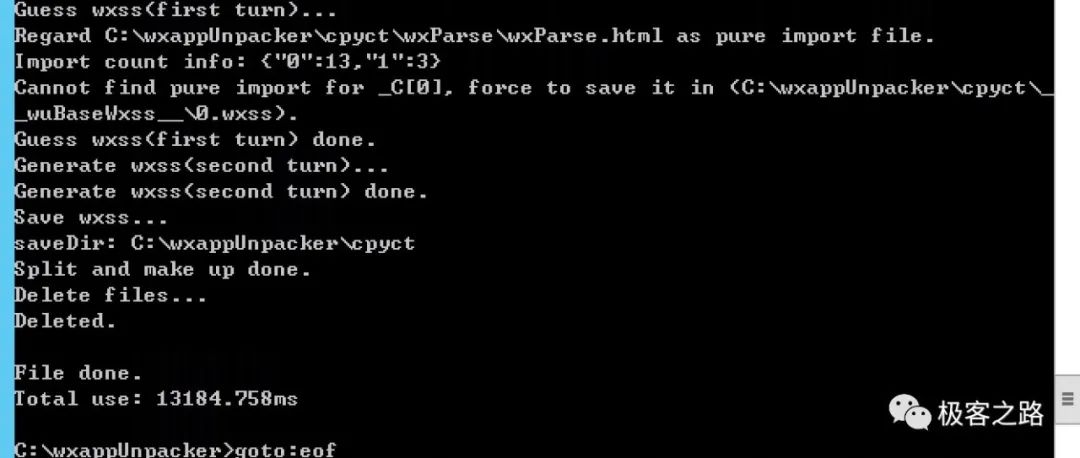 Guess wxss(first turn)...
Regard C:\wxappUnpacker\cpyct\wxParse\wxParse.html as pure import file.
Import count info: {"0":13,"1":3}
Cannot find pure import for _C[0], force to save it in (C:\wxappUnpacker\cpyct\_
_wuBaseWxss__\0.wxss).
Guess wxss(first turn) done.
Generate wxss(second turn)...
Generate wxss(second turn) done.
Save wxss...
saveDir: C:\wxappUnpacker\cpyct
Split and make up done.
Delete files...
Deleted.
File done.
Total use: 13184.758ms
极客之路
C:\wxappUnpacker>goto:eof